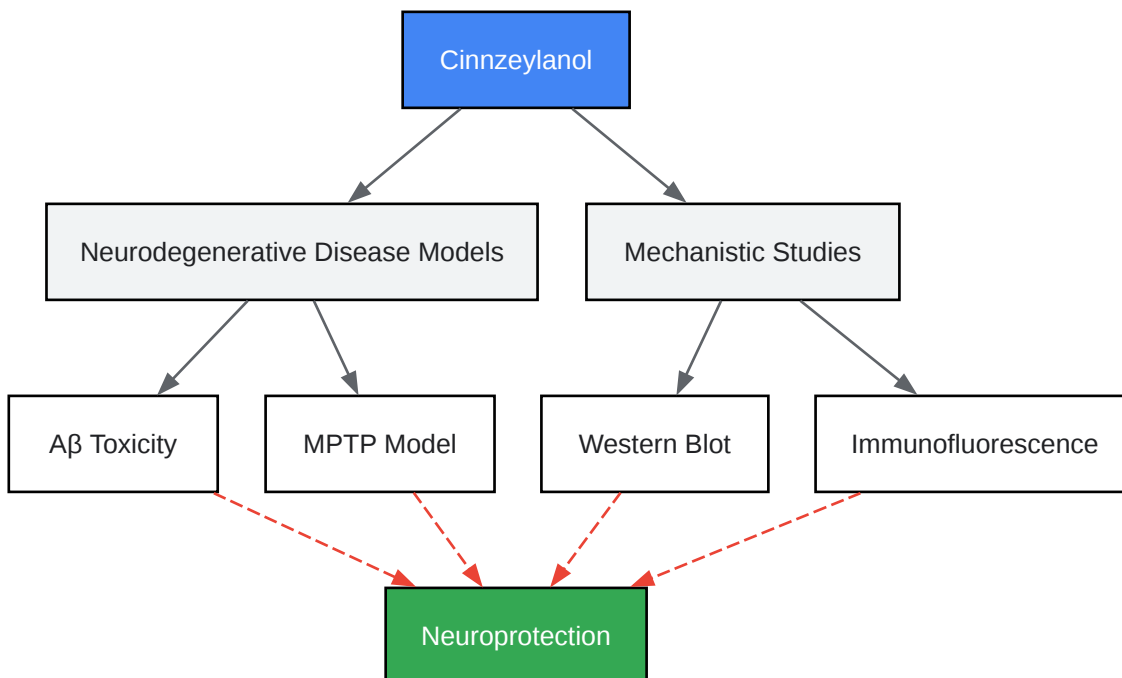 Cinnzeylanol
Neurodegenerative Disease Models
Mechanistic Studies
Aβ Toxicity
MPTP Model
Western Blot
Immunofluorescence
Neuroprotection